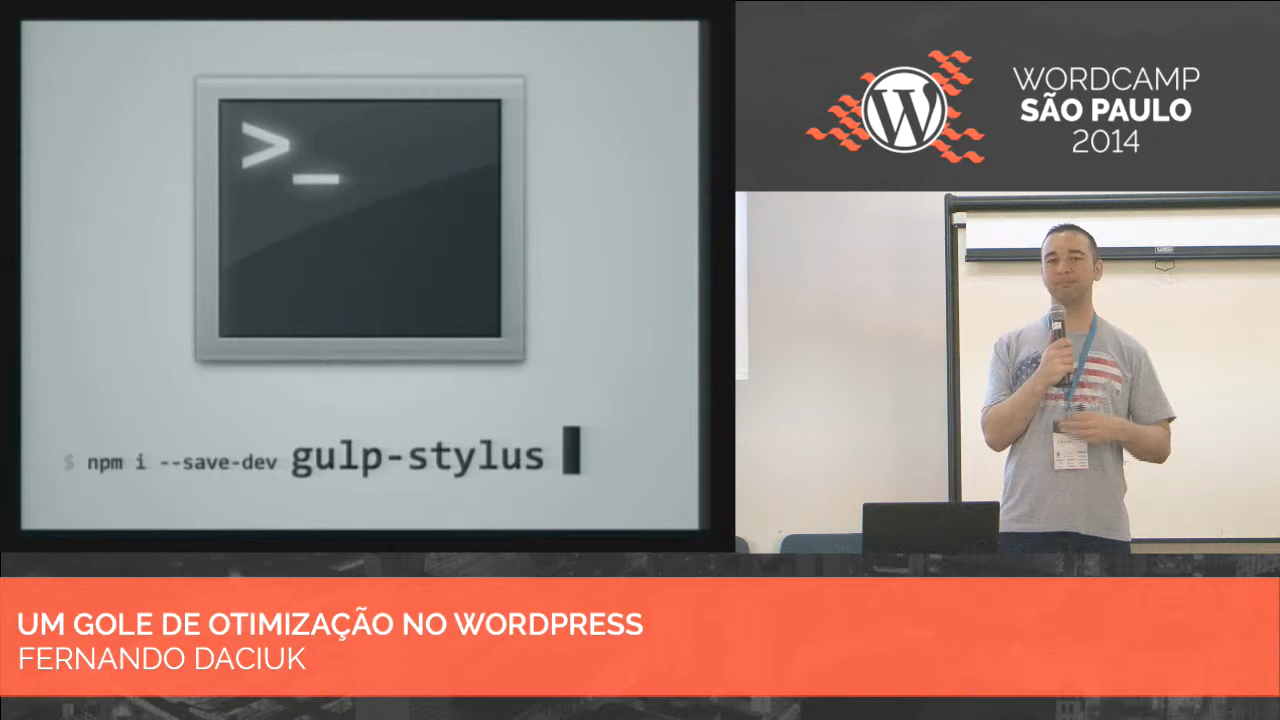 >_
$ npm i --save-dev gulp-stylus
WORDCAMP
SÃO PAULO
2014
UM GOLE DE OTIMIZAÇÃO NO WORDPRESS
FERNANDO DACIUK